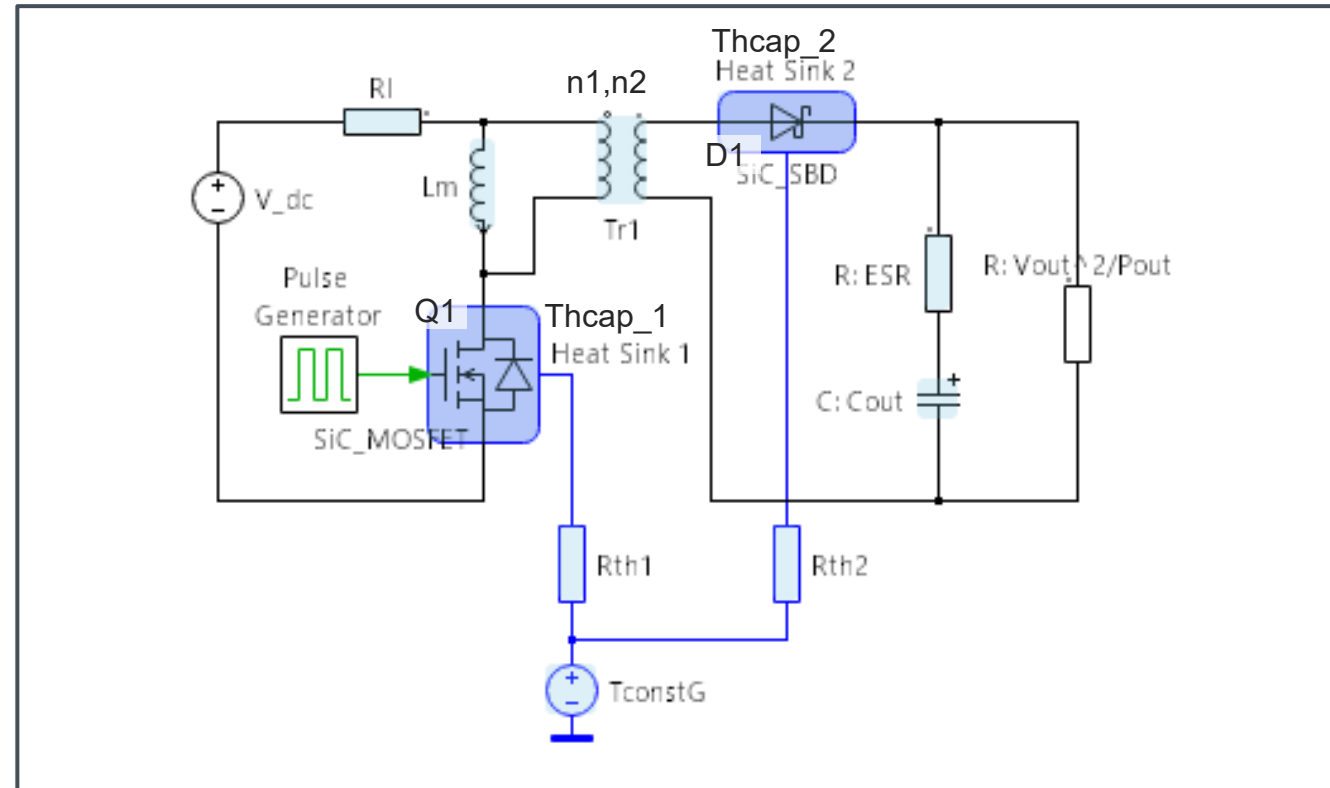 Thcap_2
Heat Sink 2
n1,n2
RI
D1
SiC_SBD
Lm
V_dc
Tr1
Pulse
Generator
Q1
Thcap_1
Heat Sink 1
SiC_MOSFET
R: ESR
R: Vout^2/Pout
C: Cout
Rth1
Rth2
TconstG